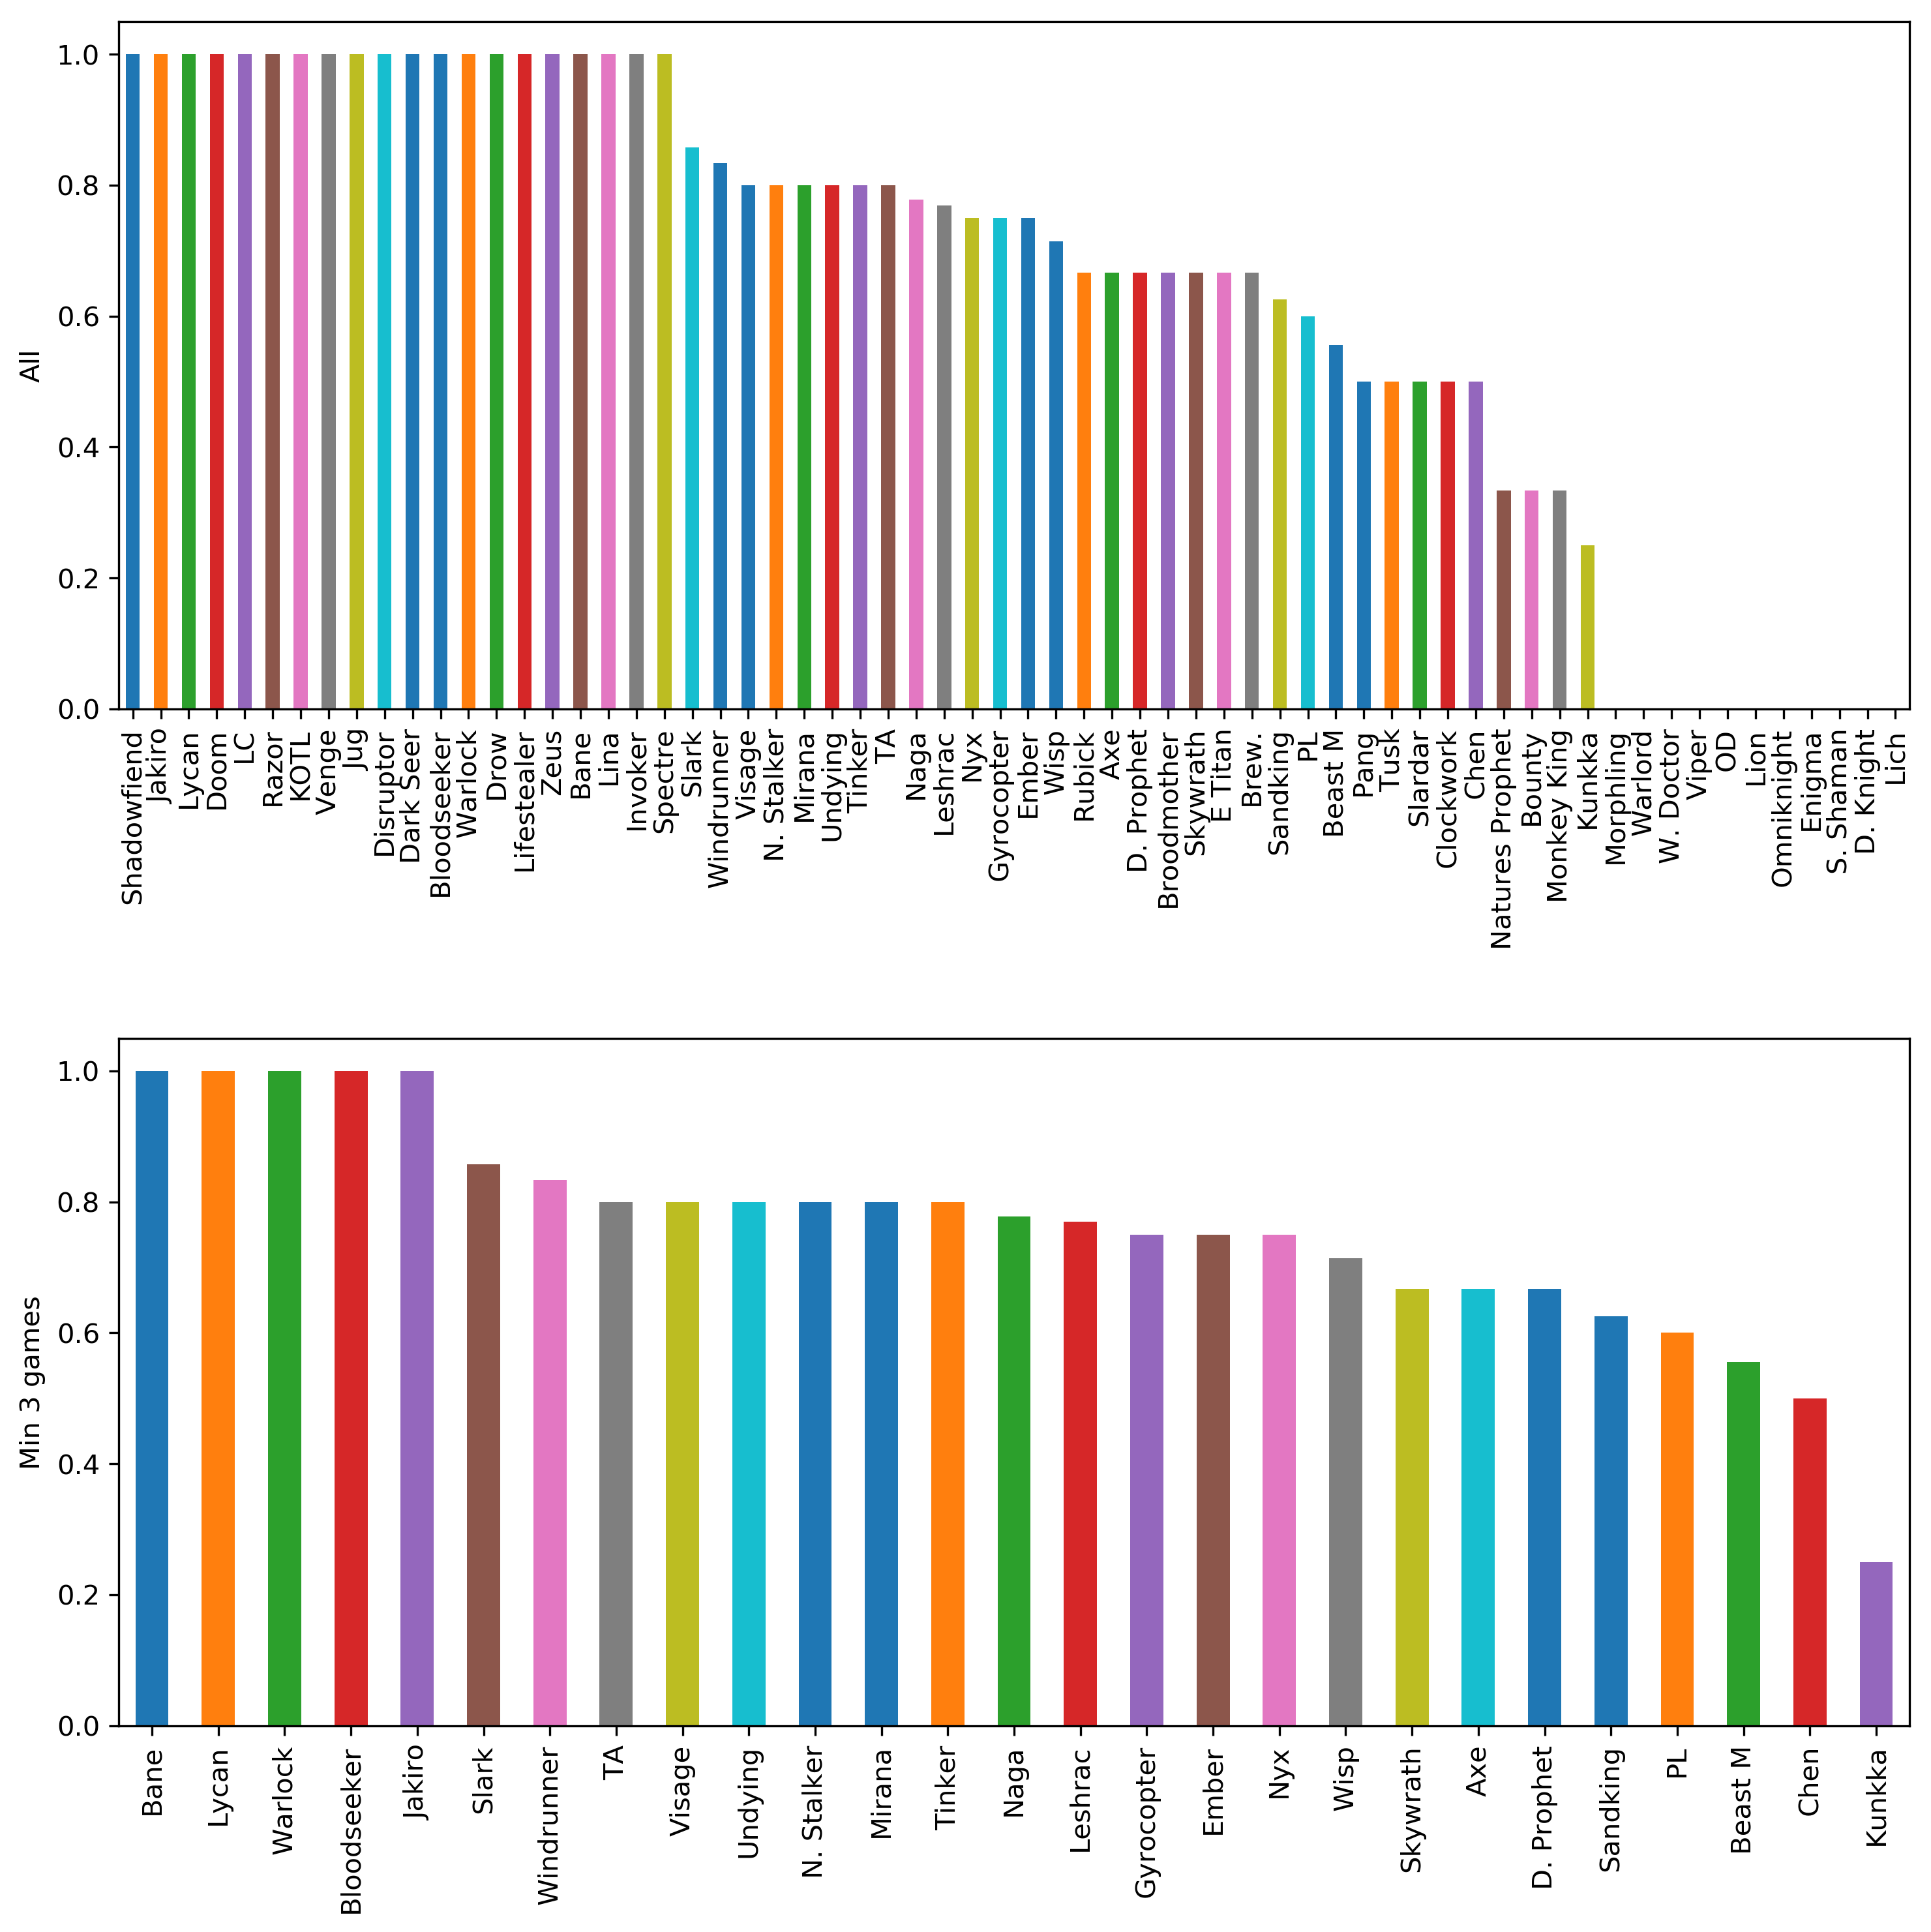 1.0
0.8
0.6
0.4
0.2
0.0
All
Shadowfiend
Jakiro
Lycan
Doom
LC
Razor
KOTL
Venge
Jug
Disruptor
Dark Seer
Bloodseeker
Warlock
Drow
Lifestealer
Zeus
Bane
Lina
Invoker
Spectre
Slark
Windrunner
Visage
N. Stalker
Mirana
Undying
Tinker
TA
Naga
Leshrac
Nyx
Gyrocopter
Ember
Wisp
Rubick
Axe
D. Prophet
Broodmother
Skywrath
E Titan
Brew.
Sandking
PL
Beast M
Pang
Tusk
Slardar
Clockwork
Chen
Natures Prophet
Bounty
Monkey King
Kunkka
Morphling
Warlord
W. Doctor
Viper
OD
Lion
Omniknight
Enigma
S. Shaman
D. Knight
Lich
1.0
0.8
0.6
0.4
0.2
0.0
Min 3 games
Bane
Lycan
Warlock
Bloodseeker
Jakiro
Slark
Windrunner
TA
Visage
Undying
N. Stalker
Mirana
Tinker
Naga
Leshrac
Gyrocopter
Ember
Nyx
Wisp
Skywrath
Axe
D. Prophet
Sandking
PL
Beast M
Chen
Kunkka